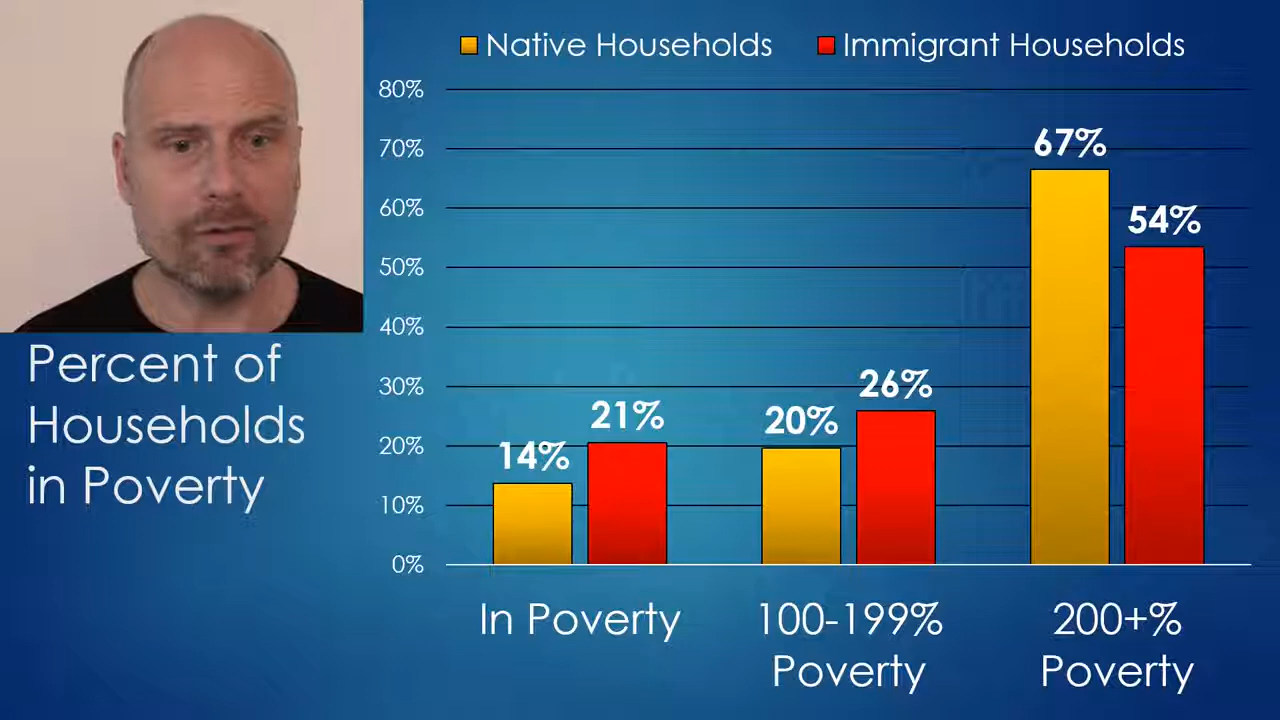 Native Households
Immigrant Households
80%
70%
60%
50%
40%
30%
20%
10%
0%
14%
21%
20%
26%
67%
54%
In Poverty
100-199%
Poverty
200+%
Poverty
Percent of
Households
in Poverty